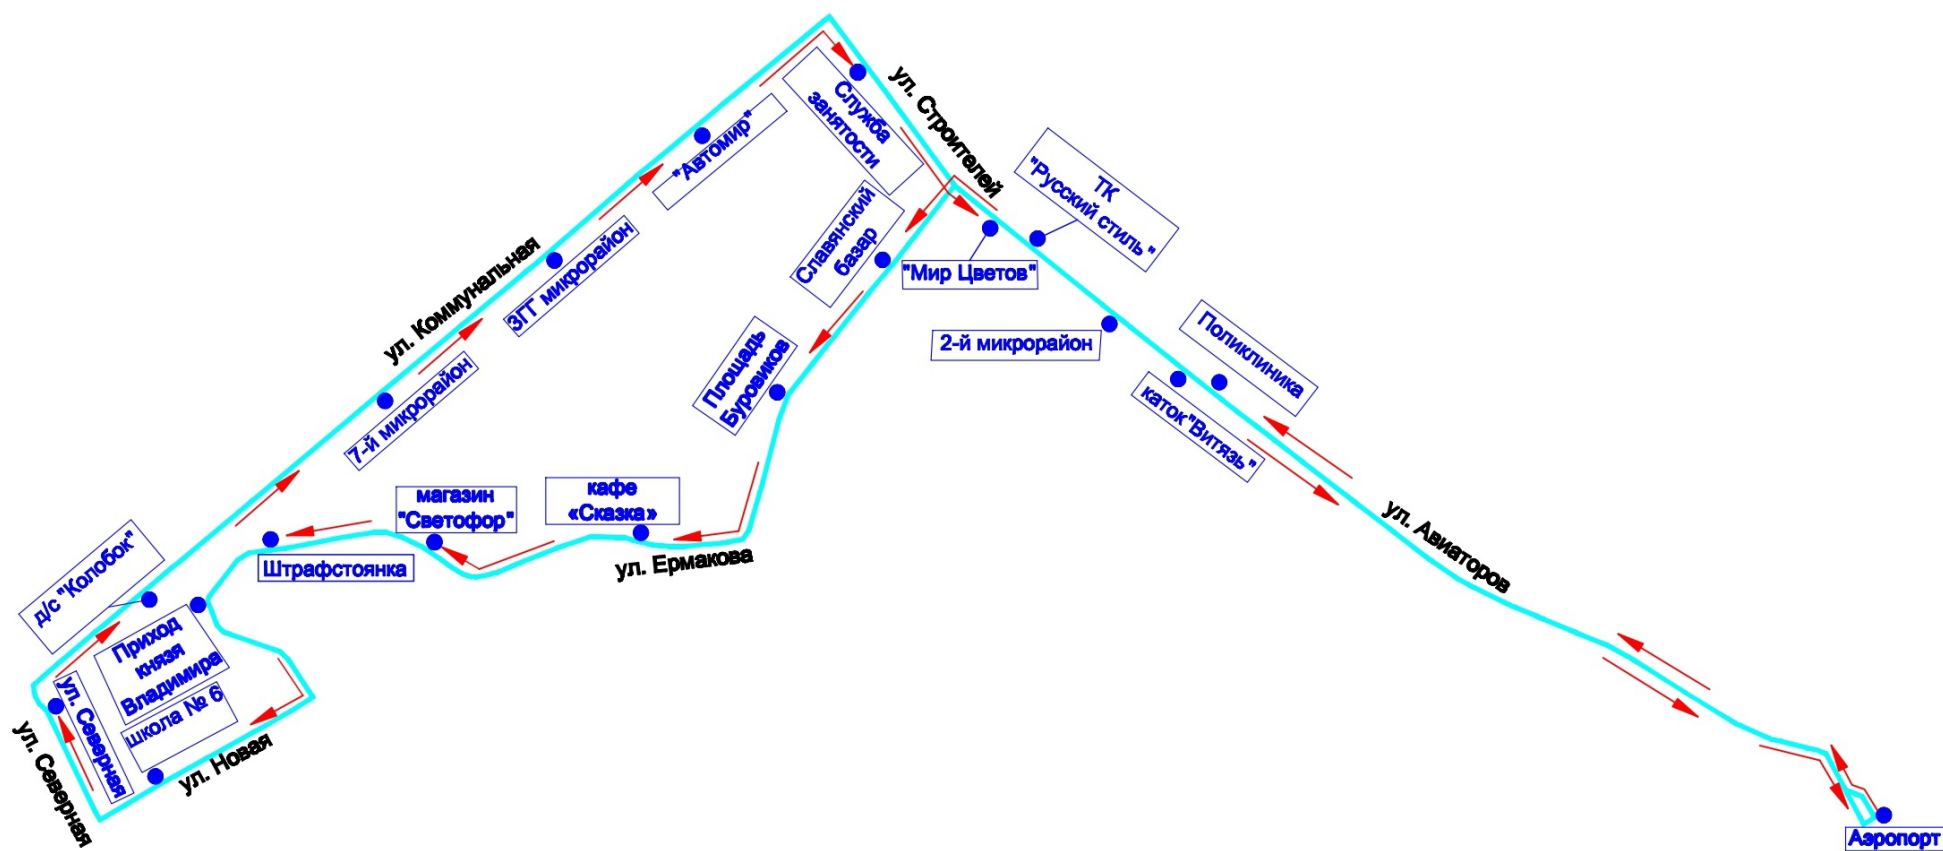 ул. Строителей
Служба
занятости
"Автомир"
ТК
"Русский стиль "
Славянский
базар
"Мир Цветов"
3ГГ микрорайон
ул. Коммунальная
2-й микрорайон
Поликлиника
Площадь
Буровиков
каток"Витязь "
7-й микрорайон
магазин
"Светофор"
кафе
«Сказка»
ул. Авиаторов
ул. Ермакова
Штрафстоянка
д/с "Колобок"
Приход
князя
Владимира
школа № 6
ул. Северная
ул. Северная
ул. Новая
Аэропорт